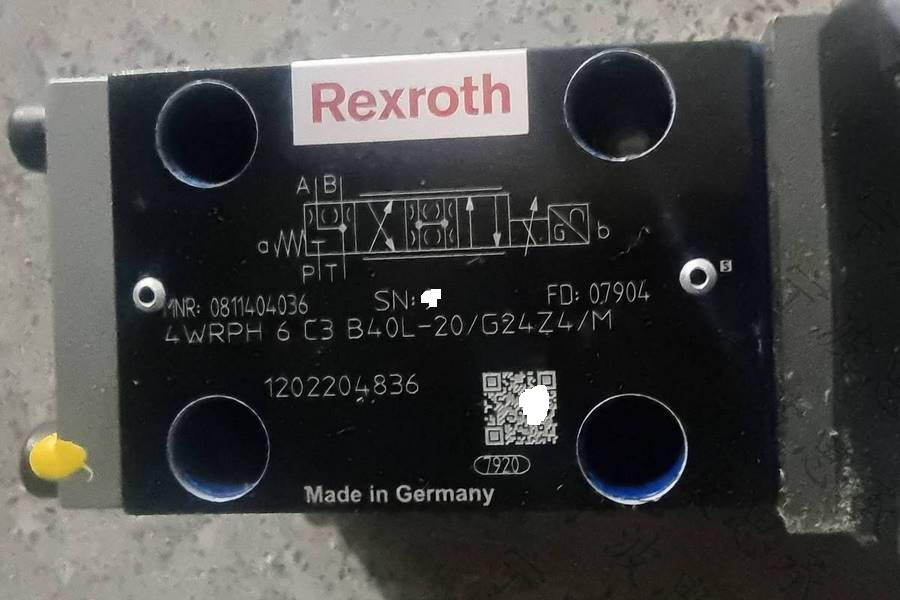 Rexroth
A B
a G b
P T
MNR: 0811404036 SN: FD: 07904
4WRPH 6 C3 B40L-20/G24Z4/M
1202204836
7920
Made in Germany
S